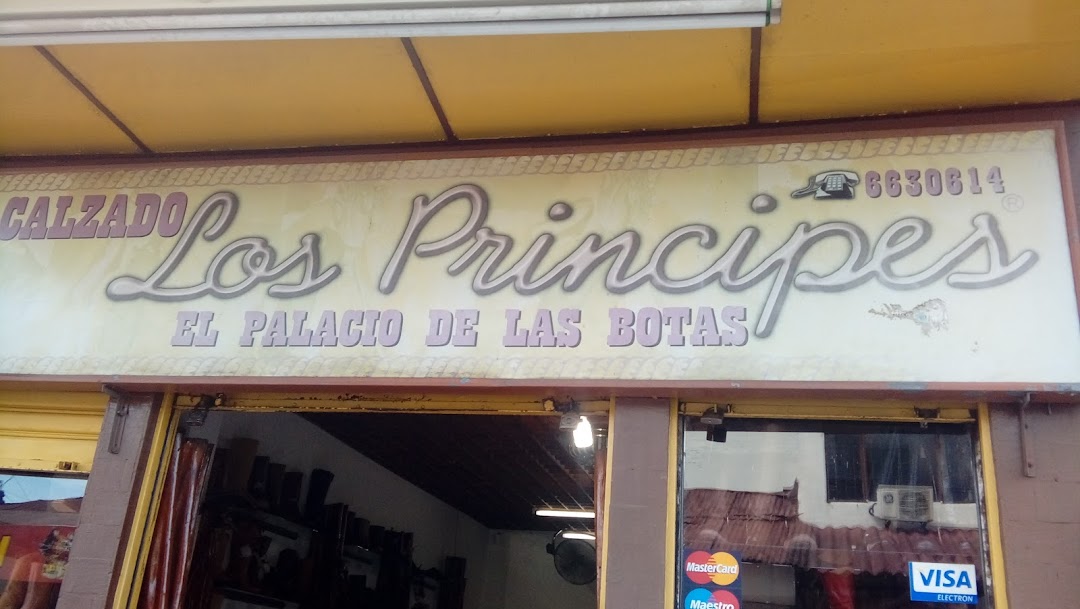 CALZADO
Los Principes ®
6630614
EL PALACIO DE LAS BOTAS
MasterCard
Maestro
VISA
ELECTRON